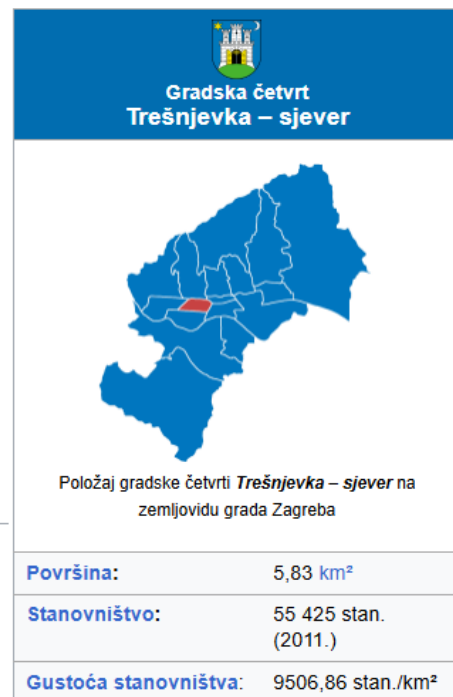 Gradska četvrt
Trešnjevka – sjever
Položaj gradske četvrti Trešnjevka – sjever na
zemljovidu grada Zagreba
Površina: 5,83 km²
Stanovništvo: 55 425 stan.
(2011.)
Gustoća stanovništva: 9506,86 stan./km²